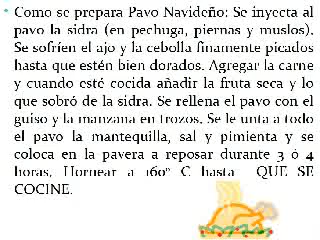 • Como se prepara Pavo Navideño: Se inyecta al
pavo la sidra (en pechuga, piernas y muslos).
Se sofríen el ajo y la cebolla finamente picados
hasta que estén bien dorados. Agregar la carne
y cuando esté cocida añadir la fruta seca y lo
que sobró de la sidra. Se rellena el pavo con el
guiso y la manzana en trozos. Se le unta a todo
el pavo la mantequilla, sal y pimienta y se
coloca en la pavera a reposar durante 3 ó 4
horas. Hornear a 160° C hasta QUE SE
COCINE.